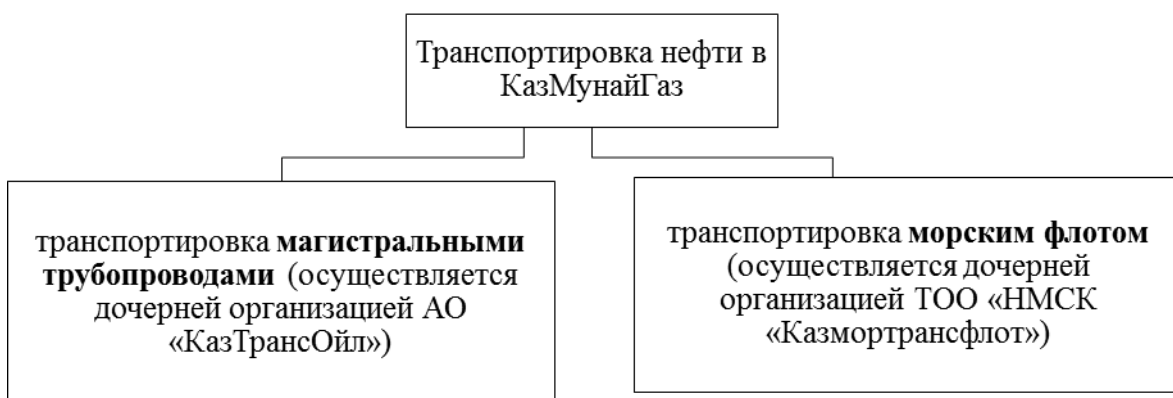 Транспортировка нефти в
КазМунайГаз
транспортировка магистральными
трубопроводами (осуществляется
дочерней организацией АО
«КазТрансОйл»)
транспортировка морским флотом
(осуществляется дочерней
организацией ТОО «НМСК
«Казмортрансфлот»)